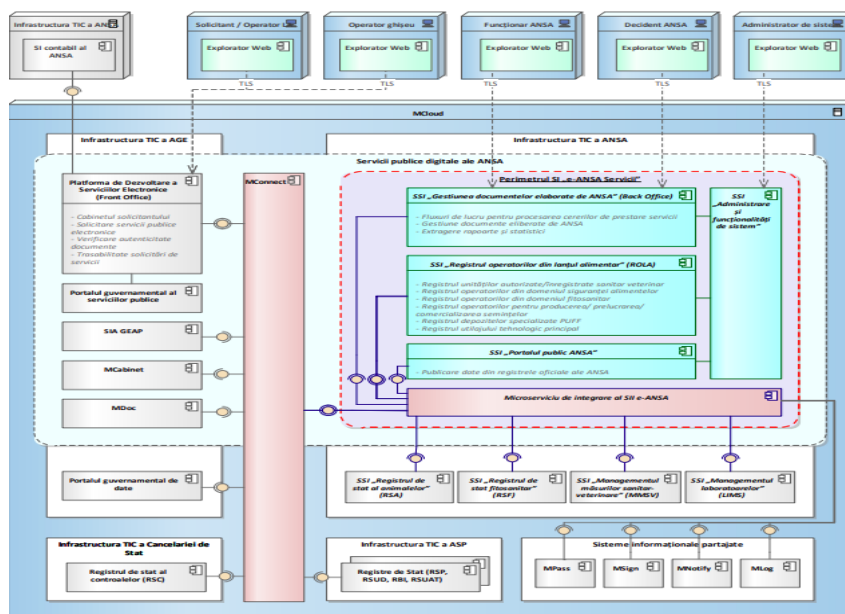 Infrastructura TIC a ANSA
SI contabil al
ANSA
Solicitant / Operator
Explorator Web
Operator ghișeu
Explorator Web
Funcționar ANSA
Explorator Web
Decident ANSA
Explorator Web
Administrator de sistem
Explorator Web
TLS
TLS
TLS
TLS
MCloud
Infrastructura TIC a AGE
Infrastructura TIC a ANSA
Servicii publice digitale ale ANSA
Platforma de Dezvoltare a
Serviciilor Electronice
(Front Office)
- Cabinetul solicitantului
- Solicitare servicii publice
electronice
- Verificare autenticitate
documente
- Trasabilitate solicitări de
servicii
Portalul guvernamental al
serviciilor publice
SIA GEAP
MCabinet
MDoc
Portalul guvernamental de
date
MConnect
Perimetrul SI „e-ANSA Servicii”
SSI „Gestiunea documentelor elaborate de ANSA” (Back Office)
- Fluxuri de lucru pentru procesarea cererilor de prestare servicii
- Gestiune documente eliberate de ANSA
- Extragere rapoarte și statistici
SSI
„Administrare
și
funcționalități
de sistem”
SSI „Registrul operatorilor din lanțul alimentar” (ROLA)
- Registrul unităților autorizate/înregistrate sanitar veterinar
- Registrul operatorilor din domeniul siguranței alimentelor
- Registrul operatorilor din domeniul fitosanitar
- Registrul operatorilor pentru producerea/ prelucrarea/
comercializarea semințelor
- Registrul depozitelor specializate PUFF
- Registrul utilajului tehnologic principal
SSI „Portalul public ANSA”
- Publicare date din registrele oficiale ale ANSA
Microserviciu de integrare al SII e-ANSA
SSI „Registrul de
stat al animalelor”
(RSA)
SSI „Registrul de
stat fitosanitar”
(RSF)
SSI „Managementul
măsurilor sanitar-
veterinare” (MMSV)
SSI „Managementul
laboratoarelor”
(LIMS)
Infrastructura TIC a Cancelariei de
Stat
Registrul de stat al
controalelor (RSC)
Infrastructura TIC a ASP
Registre de Stat (RSP,
RSUD, RBI, RSUAT)
Sisteme informaționale partajate
MPass
MSign
MNotify
MLog